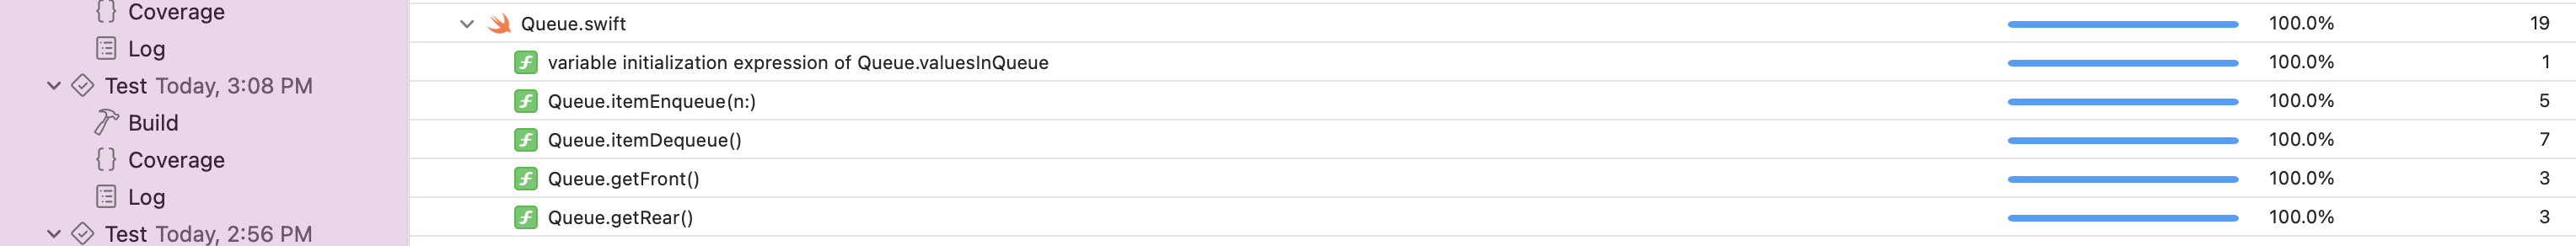 Coverage
Log
Test Today, 3:08 PM
Build
Coverage
Log
Test Today, 2:56 PM
Queue.swift 100.0% 19
variable initialization expression of Queue.valuesInQueue 100.0% 1
Queue.itemEnqueue(n:) 100.0% 5
Queue.itemDequeue() 100.0% 7
Queue.getFront() 100.0% 3
Queue.getRear() 100.0% 3